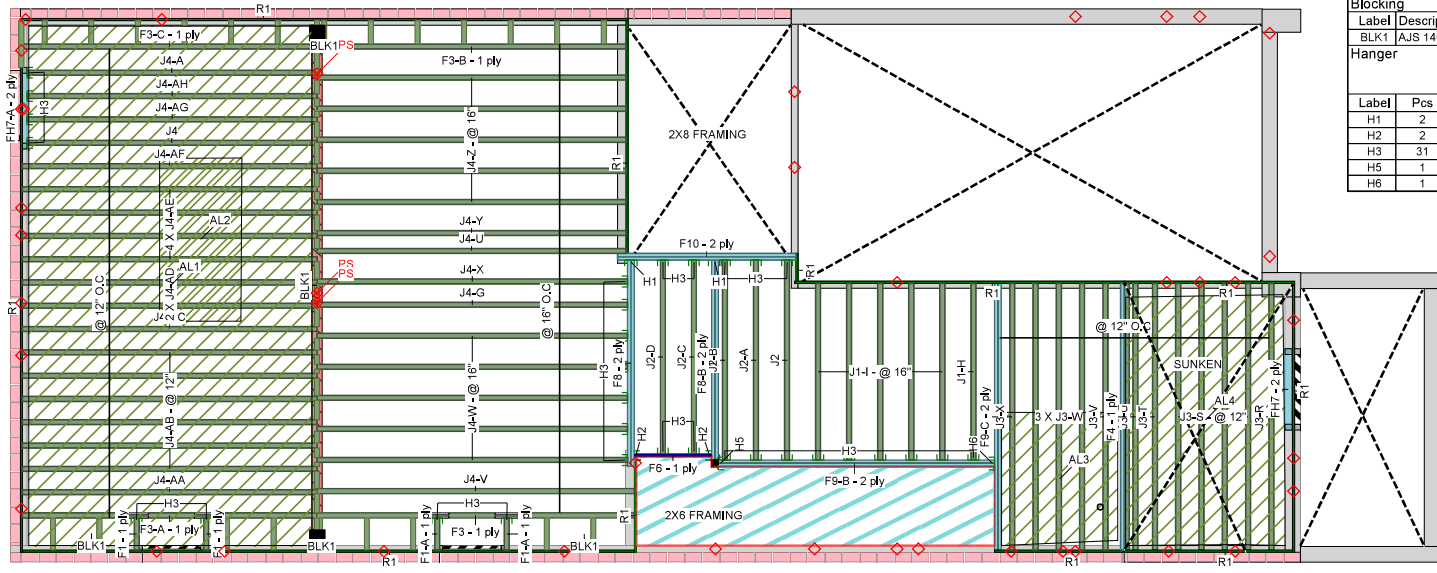 R1
F3-C - 1 ply
BLK1
PS
F3-B - 1 ply
J4-A
J4-AH
J4-AG
J4
J4-AF
FH7-A - 2 ply
H3
4 X J4-AE
AL2
AL1
2 X J4-AD
@ 12" O.C
BLK1
PS
PS
R1
J4-AB - @ 12"
J4-AA
H3
F3-A - 1 ply
BLK1
F1 - 1 ply
BLK1
J4-Z - @ 16"
J4-Y
J4-U
J4-X
J4-G
@ 16" O.C
J4-W - @ 16"
J4-V
H3
F3 - 1 ply
F1-A - 1 ply
F1-A - 1 ply
BLK1
R1
R1
R1
2X8 FRAMING
F10 - 2 ply
R1
H1
H3
H1
H3
H3
F8 - 2 ply
J2-D
J2-C
F8-B - 2 ply
J2-B
J2-A
J2
H3
H2
H2
H5
F6 - 1 ply
J1-I - @ 16"
J1-H
H3
H6
F9-B - 2 ply
F9-C - 2 ply
2X6 FRAMING
R1
R1
@ 12" O.C
SUNKEN
J3-X
3 X J3-W
J3-V
F4 - 1 ply
J3-U
J3-T
AL4
J3-S - @ 12"
J3-R
FH7 - 2 ply
R1
AL3
R1
R1
Blocking
Label Descrip
BLK1 AJS 14
Hanger
Label Pcs
H1 2
H2 2
H3 31
H5 1
H6 1